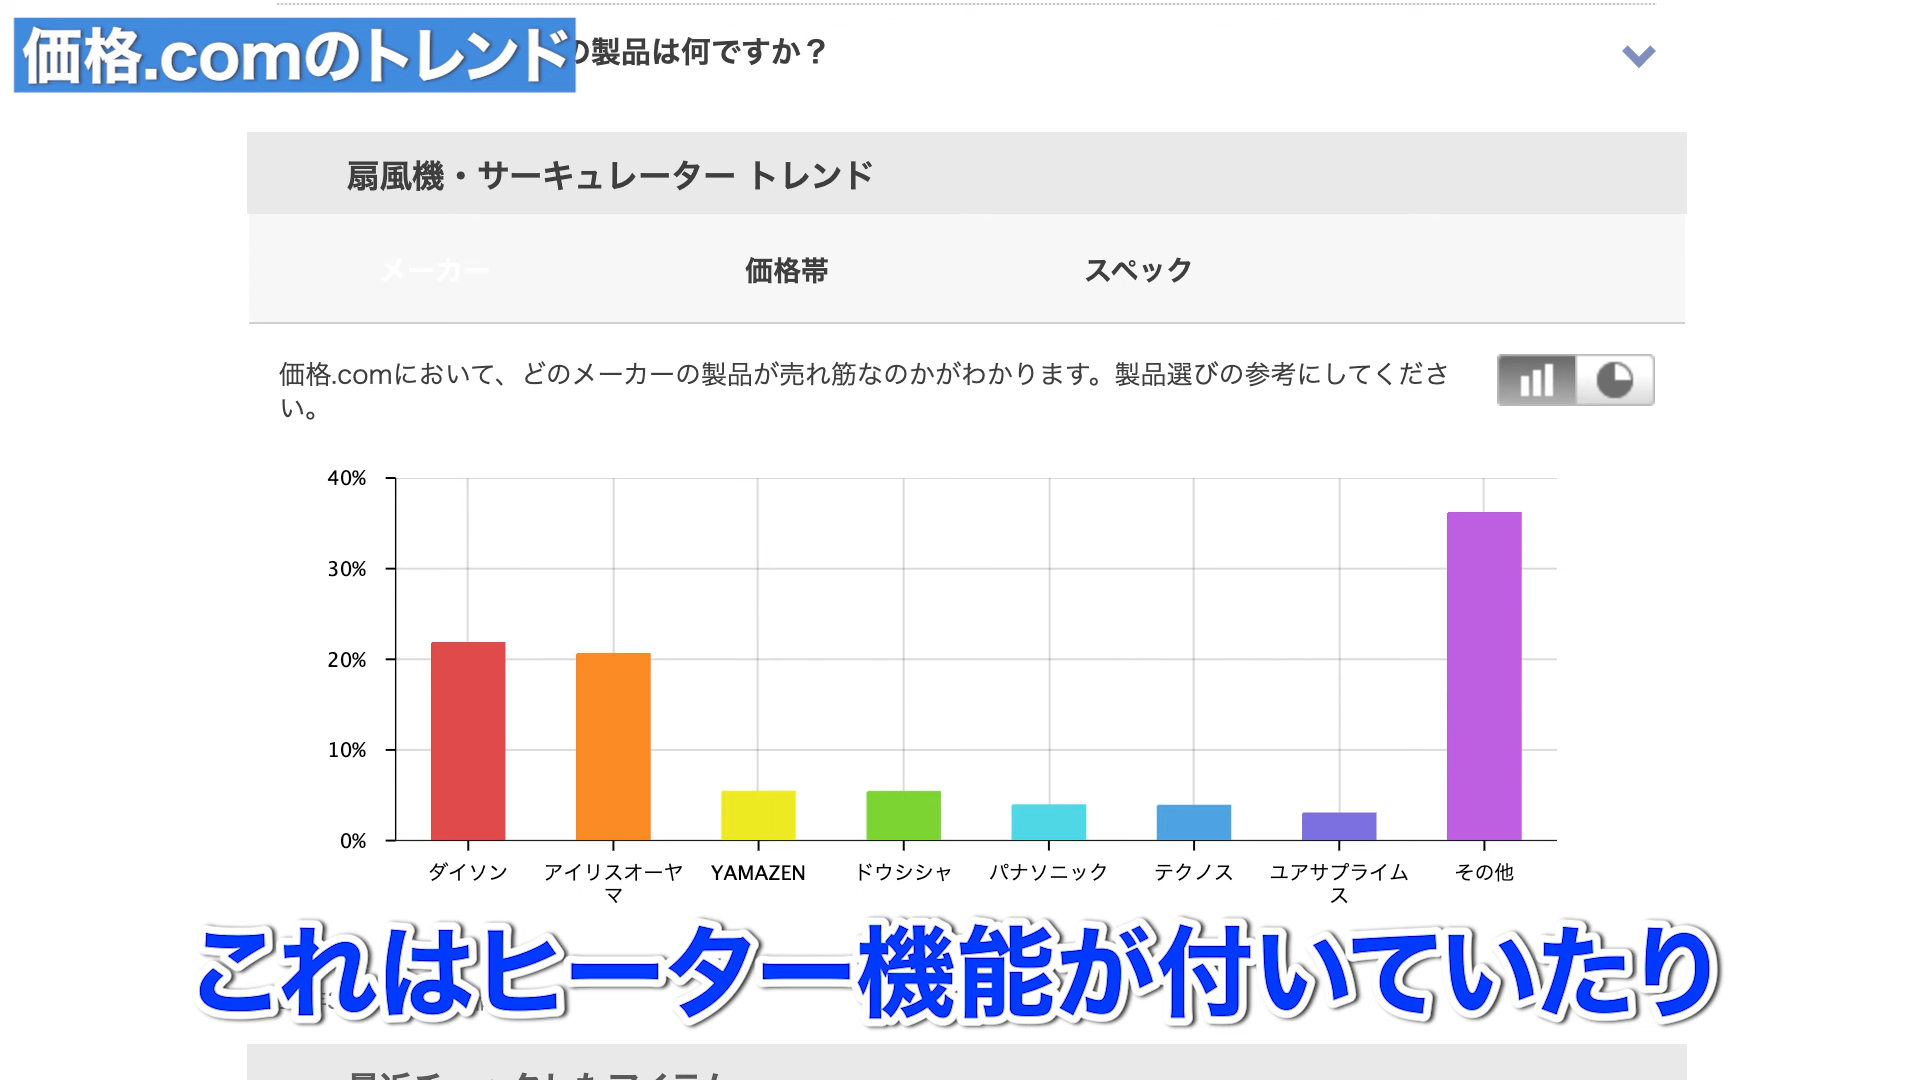 価格.comのトレンド
の製品は何ですか？
扇風機・サーキュレーター トレンド
メーカー 価格帯 スペック
価格.comにおいて、どのメーカーの製品が売れ筋なのかがわかります。製品選びの参考にしてくださ
い。
40%
30%
20%
10%
0%
ダイソン アイリスオーヤ YAMAZEN ドウシシャ パナソニック テクノス ユアサプライム その他
マ ス
これはヒーター機能が付いていたり